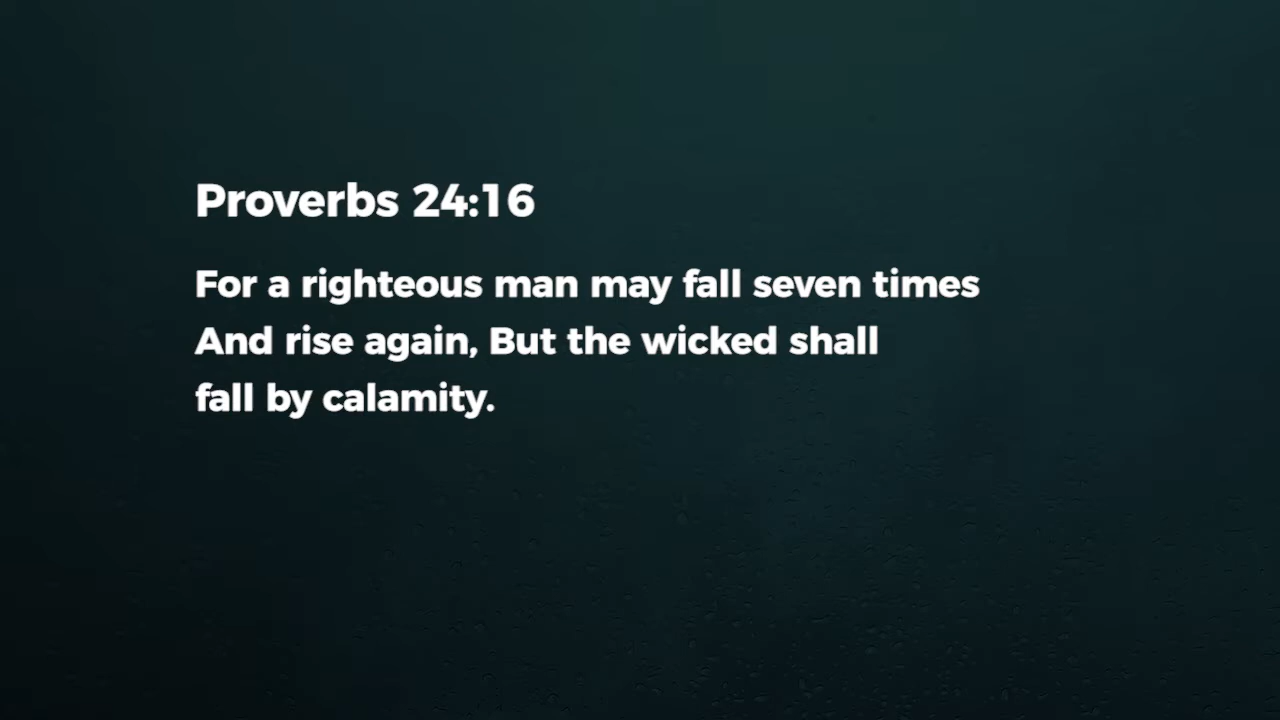 Proverbs 24:16
For a righteous man may fall seven times
And rise again, But the wicked shall
fall by calamity.